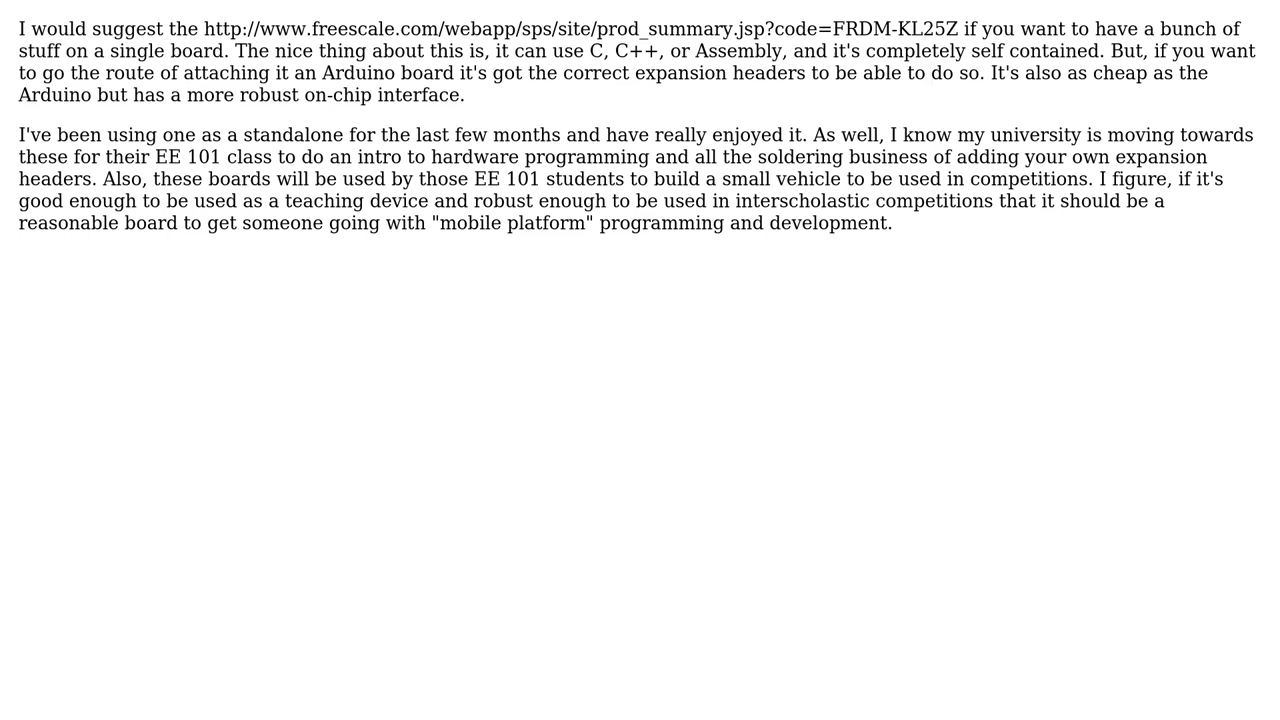 I would suggest the http://www.freescale.com/webapp/sps/site/prod_summary.jsp?code=FRDM-KL25Z if you want to have a bunch of
stuff on a single board. The nice thing about this is, it can use C, C++, or Assembly, and it's completely self contained. But, if you want
to go the route of attaching it an Arduino board it's got the correct expansion headers to be able to do so. It's also as cheap as the
Arduino but has a more robust on-chip interface.
I've been using one as a standalone for the last few months and have really enjoyed it. As well, I know my university is moving towards
these for their EE 101 class to do an intro to hardware programming and all the soldering business of adding your own expansion
headers. Also, these boards will be used by those EE 101 students to build a small vehicle to be used in competitions. I figure, if it's
good enough to be used as a teaching device and robust enough to be used in interscholastic competitions that it should be a
reasonable board to get someone going with "mobile platform" programming and development.